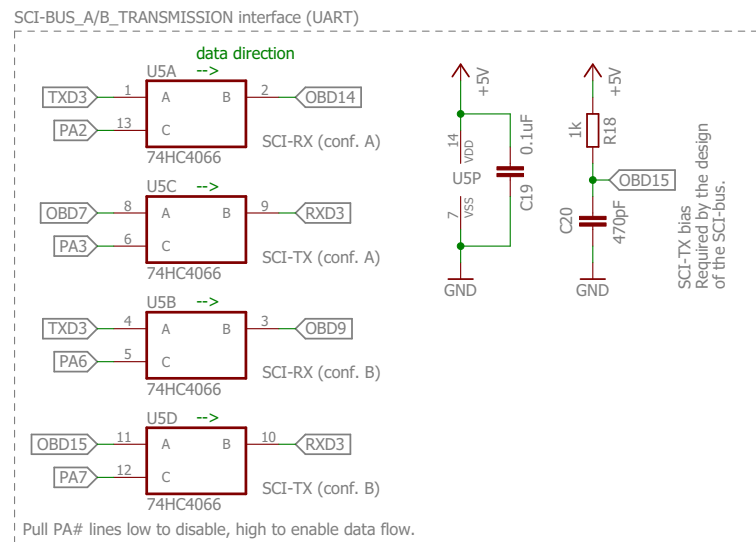 SCI-BUS_A/B_TRANSMISSION interface (UART)
data direction
U5A -->
TXD3 1 A B 2 OBD14
PA2 13 C
SCI-RX (conf. A)
74HC4066
U5C -->
OBD7 8 A B 9 RXD3
PA3 6 C
SCI-TX (conf. A)
74HC4066
U5B -->
TXD3 4 A B 3 OBD9
PA6 5 C
SCI-RX (conf. B)
74HC4066
U5D -->
OBD15 11 A B 10 RXD3
PA7 12 C
SCI-TX (conf. B)
74HC4066
Pull PA# lines low to disable, high to enable data flow.
+5V
14
VDD
U5P
7
VSS
0.1uF
C19
GND
+5V
1k
R18
OBD15
C20
470pF
GND
SCI-TX bias
Required by the design
of the SCI-bus.